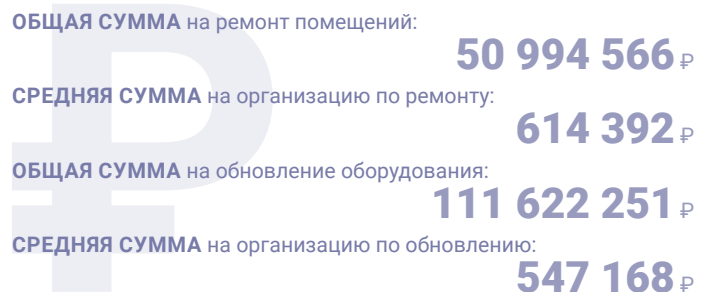 ОБЩАЯ СУММА на ремонт помещений:
50 994 566 ₽
СРЕДНЯЯ СУММА на организацию по ремонту:
614 392 ₽
ОБЩАЯ СУММА на обновление оборудования:
111 622 251 ₽
СРЕДНЯЯ СУММА на организацию по обновлению:
547 168 ₽